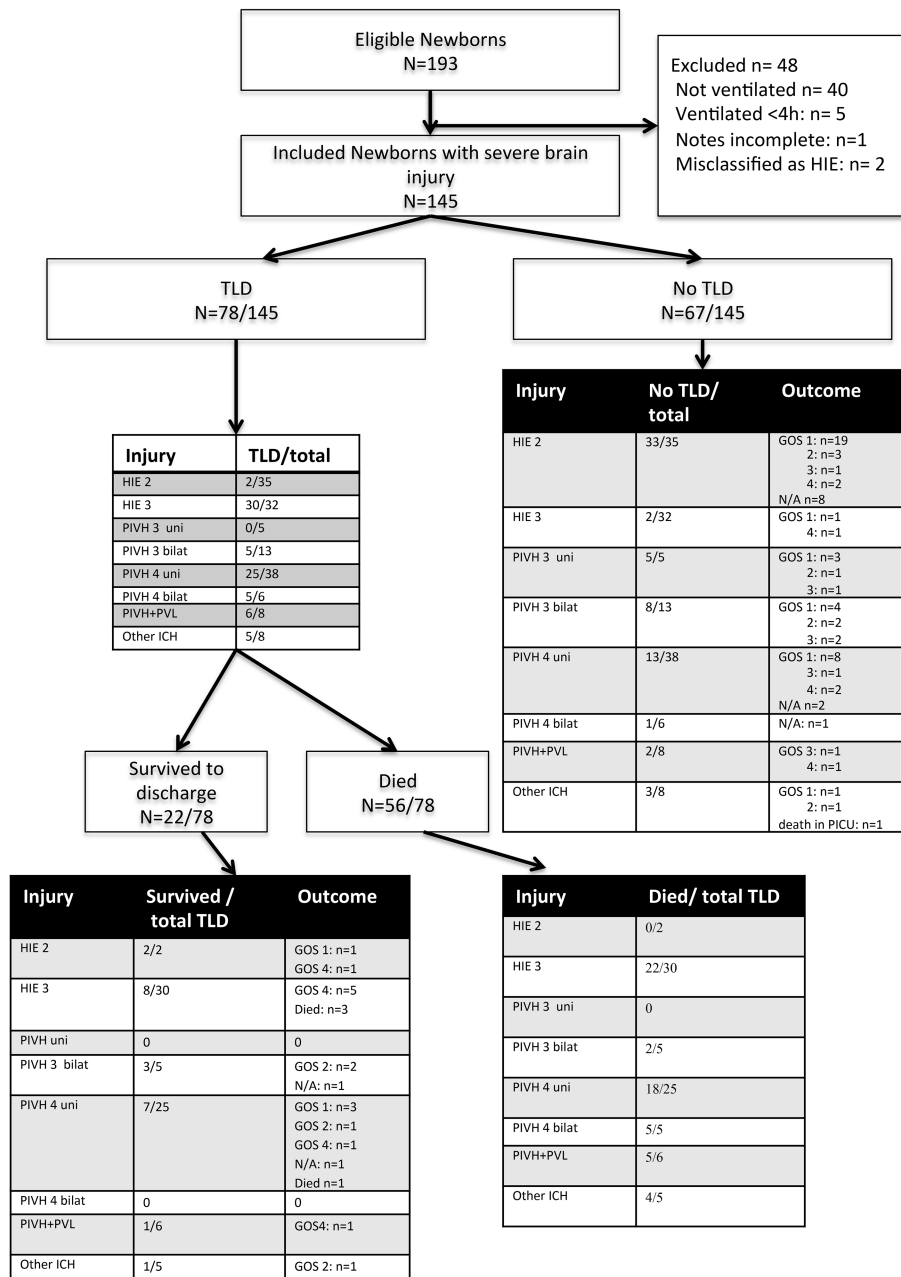 Eligible Newborns
N=193
Excluded n= 48
Not ventilated n= 40
Ventilated <4h: n= 5
Notes incomplete: n=1
Misclassified as HIE: n= 2
Included Newborns with severe brain
injury
N=145
TLD
N=78/145
No TLD
N=67/145
Injury TLD/total
HIE 2 2/35
HIE 3 30/32
PIVH 3 uni 0/5
PIVH 3 bilat 5/13
PIVH 4 uni 25/38
PIVH 4 bilat 5/6
PIVH+PVL 6/8
Other ICH 5/8
Injury No TLD/ Outcome
total
HIE 2 33/35 GOS 1: n=19
2: n=3
3: n=1
4: n=2
N/A n=8
HIE 3 2/32 GOS 1: n=1
4: n=1
PIVH 3 uni 5/5 GOS 1: n=3
2: n=1
3: n=1
PIVH 3 bilat 8/13 GOS 1: n=4
2: n=2
3: n=2
PIVH 4 uni 13/38 GOS 1: n=8
3: n=1
4: n=2
N/A n=2
PIVH 4 bilat 1/6 N/A: n=1
PIVH+PVL 2/8 GOS 3: n=1
4: n=1
Other ICH 3/8 GOS 1: n=1
2: n=1
death in PICU: n=1
Survived to
discharge
N=22/78
Died
N=56/78
Injury Survived / Outcome
total TLD
HIE 2 2/2 GOS 1: n=1
GOS 4: n=1
HIE 3 8/30 GOS 4: n=5
Died: n=3
PIVH uni 0 0
PIVH 3 bilat 3/5 GOS 2: n=2
N/A: n=1
PIVH 4 uni 7/25 GOS 1: n=3
GOS 2: n=1
GOS 4: n=1
N/A: n=1
Died n=1
PIVH 4 bilat 0 0
PIVH+PVL 1/6 GOS4: n=1
Other ICH 1/5 GOS 2: n=1
Injury Died/ total TLD
HIE 2 0/2
HIE 3 22/30
PIVH 3 uni 0
PIVH 3 bilat 2/5
PIVH 4 uni 18/25
PIVH 4 bilat 5/5
PIVH+PVL 5/6
Other ICH 4/5